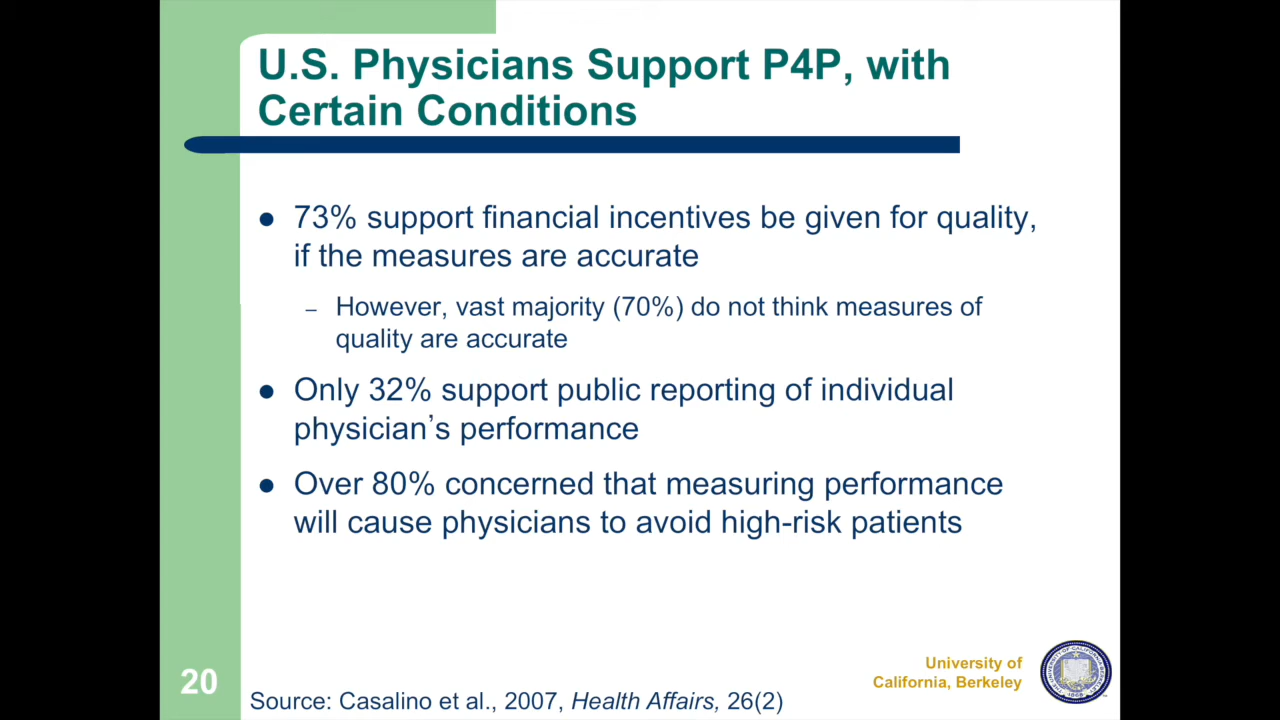 U.S. Physicians Support P4P, with
Certain Conditions
● 73% support financial incentives be given for quality,
if the measures are accurate
– However, vast majority (70%) do not think measures of
quality are accurate
● Only 32% support public reporting of individual
physician’s performance
● Over 80% concerned that measuring performance
will cause physicians to avoid high-risk patients
20
Source: Casalino et al., 2007, Health Affairs, 26(2)
University of
California, Berkeley